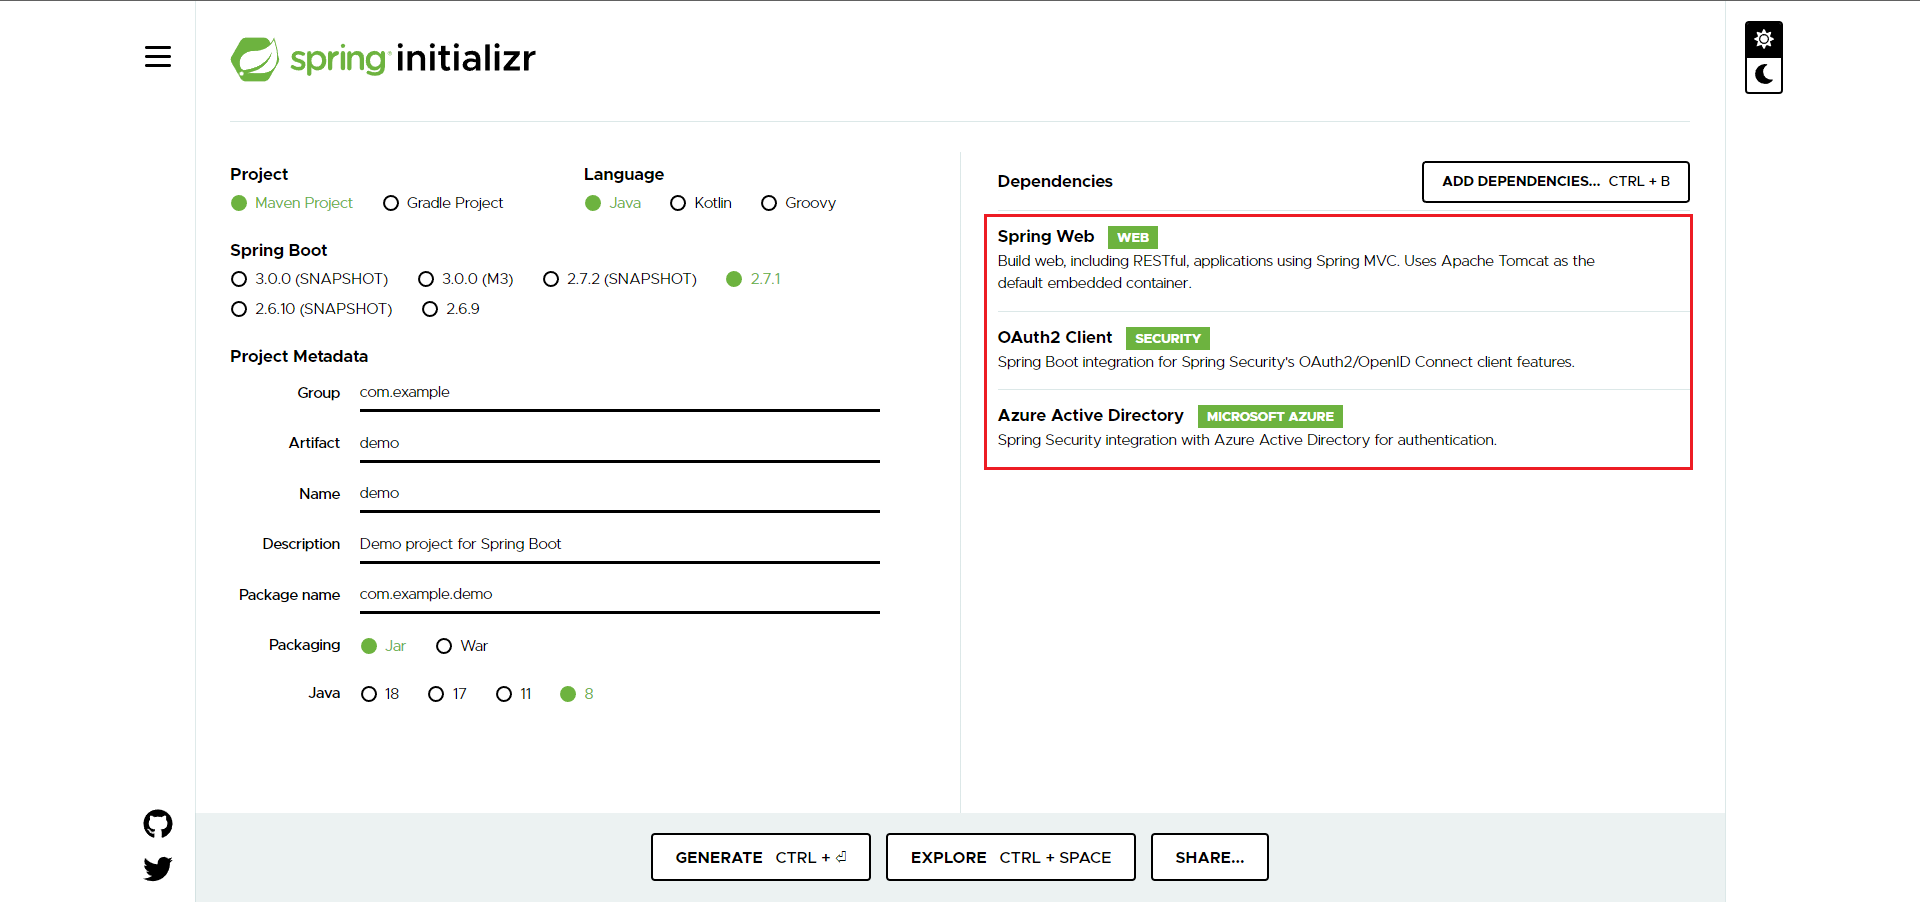 spring initializr
Project
Maven Project Gradle Project
Language
Java Kotlin Groovy
Spring Boot
3.0.0 (SNAPSHOT) 3.0.0 (M3) 2.7.2 (SNAPSHOT) 2.7.1
2.6.10 (SNAPSHOT) 2.6.9
Project Metadata
Group com.example
Artifact demo
Name demo
Description Demo project for Spring Boot
Package name com.example.demo
Packaging Jar War
Java 18 17 11 8
Dependencies
ADD DEPENDENCIES... CTRL + B
Spring Web WEB
Build web, including RESTful, applications using Spring MVC. Uses Apache Tomcat as the
default embedded container.
OAuth2 Client SECURITY
Spring Boot integration for Spring Security's OAuth2/OpenID Connect client features.
Azure Active Directory MICROSOFT AZURE
Spring Security integration with Azure Active Directory for authentication.
GENERATE CTRL + ⏎
EXPLORE CTRL + SPACE
SHARE...